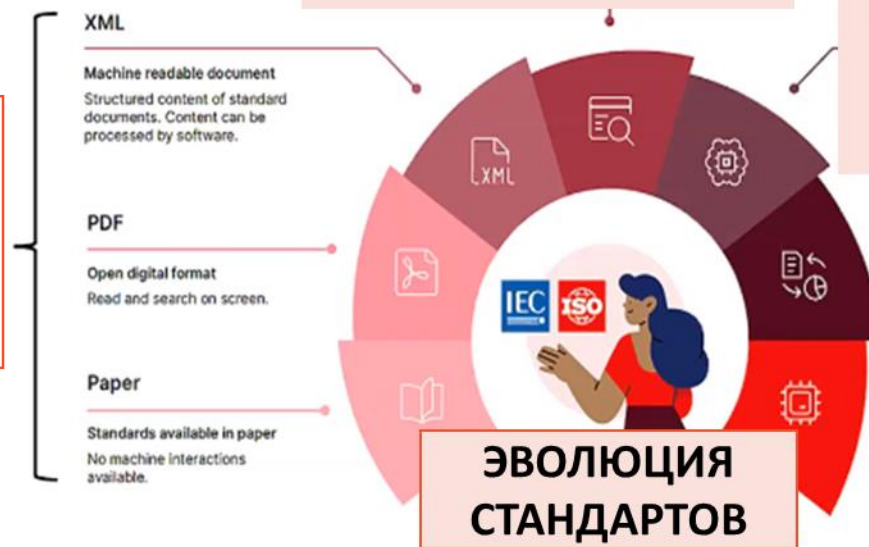 XML
Machine readable document
Structured content of standard
documents. Content can be
processed by software.
PDF
Open digital format
Read and search on screen.
Paper
Standards available in paper
No machine interactions
available.
XML
IEC
ISO
ЭВОЛЮЦИЯ
СТАНДАРТОВ